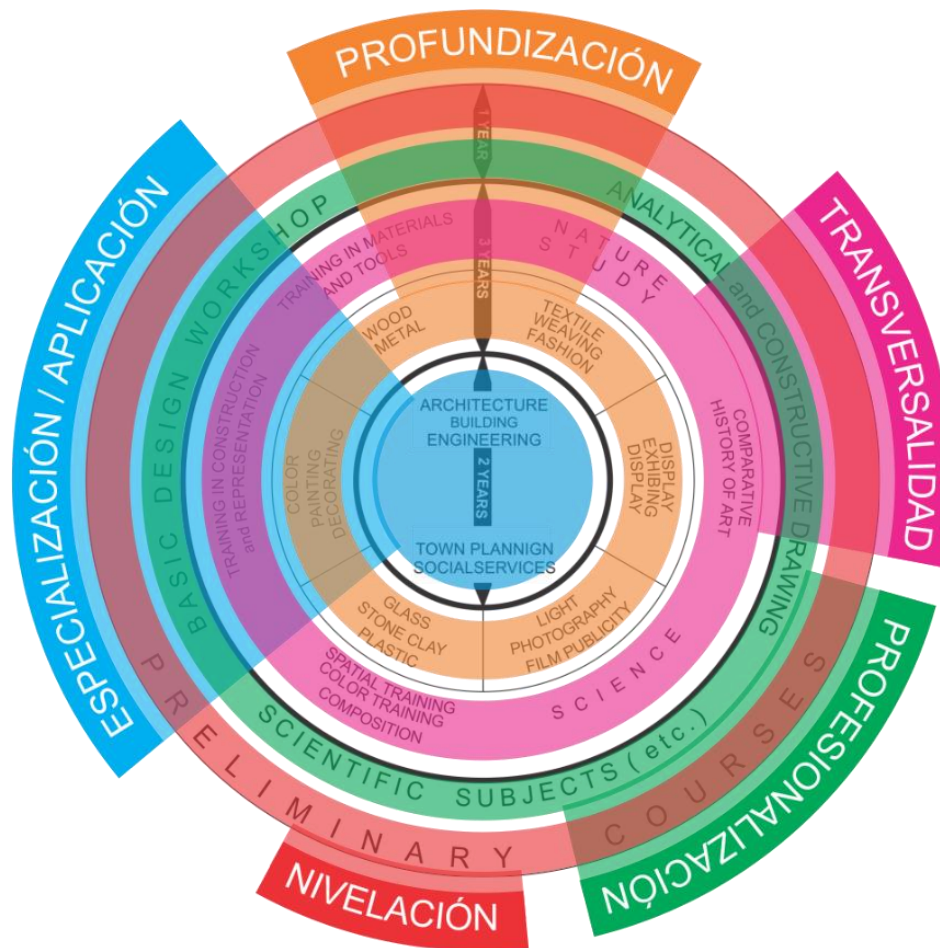 PROFUNDIZACIÓN
TRANSVERSALIDAD
PROFESIONALIZACIÓN
NIVELACIÓN
ESPECIALIZACIÓN / APLICACIÓN
1 YEAR
3 YEARS
2 YEARS
PRELIMINARY COURSES
BASIC DESIGN WORKSHOP
ANALYTICAL and CONSTRUCTIVE DRAWING
SCIENTIFIC SUBJECTS (etc.)
TRAINING IN MATERIALS
AND TOOLS
NATURE
STUDY
COMPARATIVE
HISTORY OF ART
SCIENCE
SPATIAL TRAINING
COLOR TRAINING
COMPOSITION
TRAINING IN CONSTRUCTION
and REPRESENTATION
WOOD
METAL
TEXTILE
WEAVING
FASHION
DISPLAY
EXHIBING
DISPLAY
LIGHT
PHOTOGRAPHY
FILM PUBLICITY
GLASS
STONE CLAY
PLASTIC
COLOR
PAINTING
DECORATING
ARCHITECTURE
BUILDING
ENGINEERING
TOWN PLANNIGN
SOCIALSERVICES